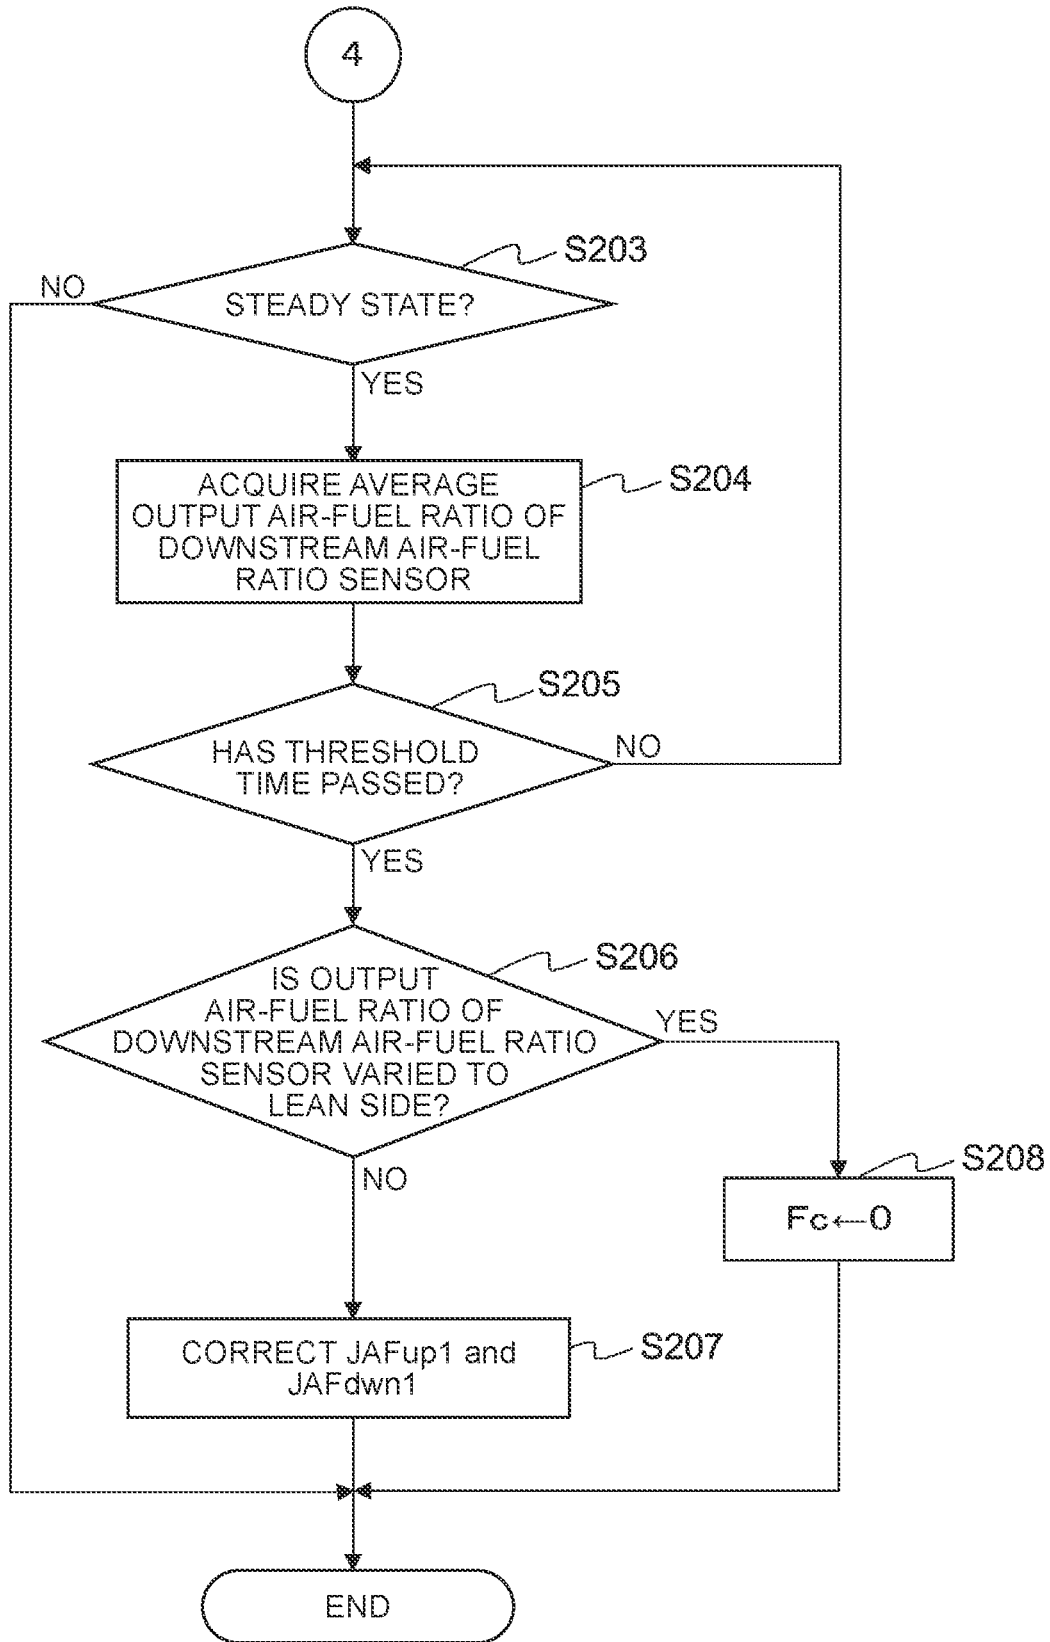 4
S203
NO
STEADY STATE?
YES
S204
ACQUIRE AVERAGE
OUTPUT AIR-FUEL RATIO OF
DOWNSTREAM AIR-FUEL
RATIO SENSOR
S205
HAS THRESHOLD
TIME PASSED?
NO
YES
S206
IS OUTPUT
AIR-FUEL RATIO OF
DOWNSTREAM AIR-FUEL RATIO
SENSOR VARIED TO
LEAN SIDE?
YES
NO
S208
Fc←0
S207
CORRECT JAFup1 and
JAFdwn1
END